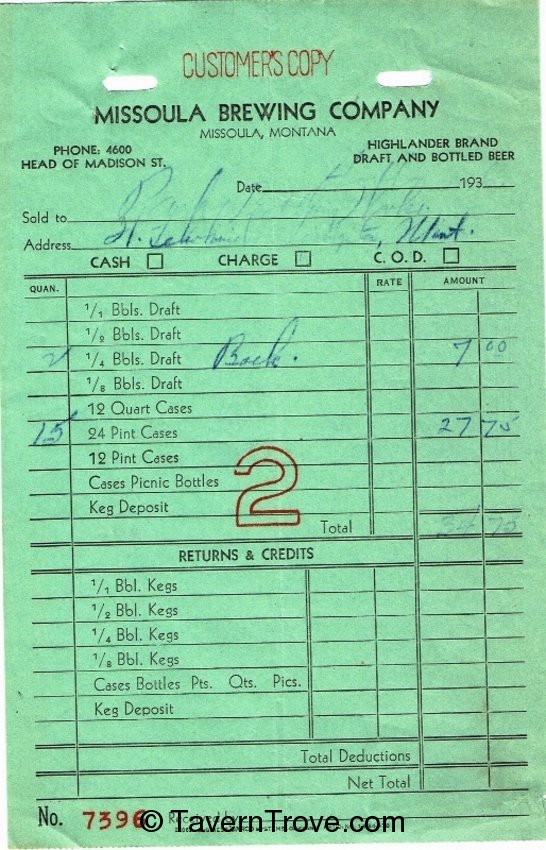 CUSTOMER'S COPY
MISSOULA BREWING COMPANY
MISSOULA, MONTANA
PHONE: 4600
HEAD OF MADISON ST.
HIGHLANDER BRAND
DRAFT AND BOTTLED BEER
Date 193
Sold to
Address Mont.
CASH CHARGE C. O. D.
QUAN. RATE AMOUNT
1/1 Bbls. Draft
1/2 Bbls. Draft
2 1/4 Bbls. Draft Bock. 7 00
1/8 Bbls. Draft
12 Quart Cases
15 24 Pint Cases 27 75
12 Pint Cases
Cases Picnic Bottles
Keg Deposit
2
Total 34 75
RETURNS & CREDITS
1/1 Bbl. Kegs
1/2 Bbl. Kegs
1/4 Bbl. Kegs
1/8 Bbl. Kegs
Cases Bottles Pts. Qts. Pics.
Keg Deposit
Total Deductions
Net Total
No. 7396
© TavernTrove.com